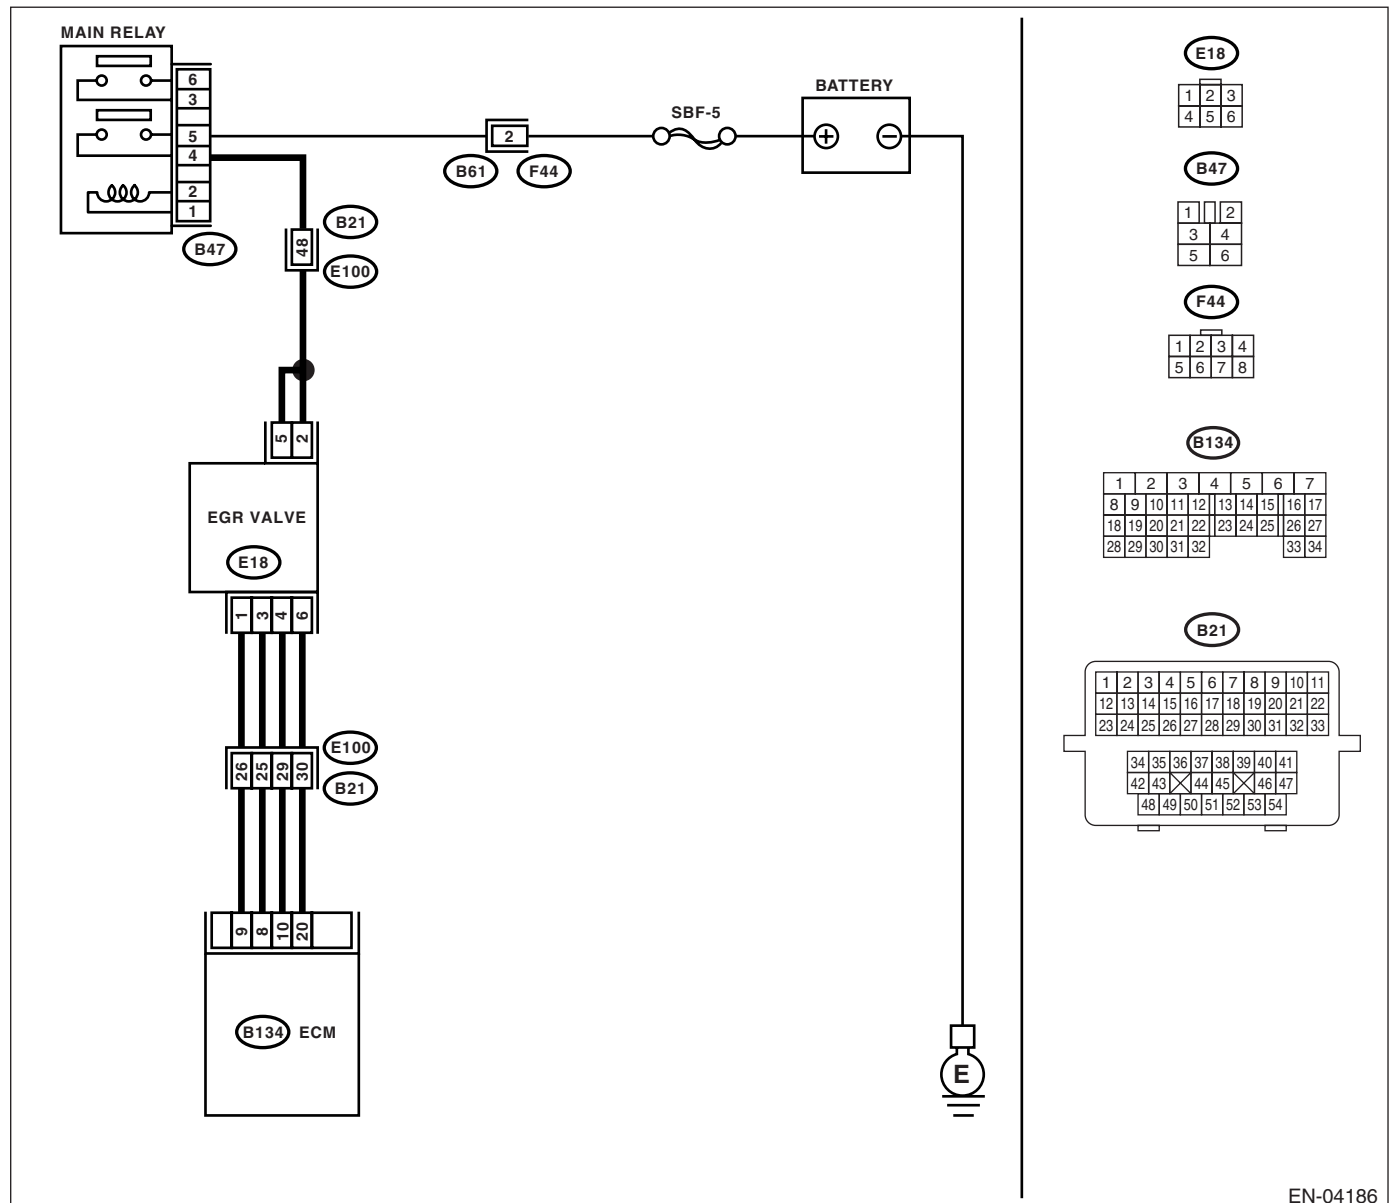 MAIN RELAY
6
3
5
4
2
1
B47
B21
48
E100
2
B61 F44
SBF-5
BATTERY
+ −
5 2
EGR VALVE
E18
1 3 4 6
E100
26 25 29 30
B21
9 8 10 20
B134 ECM
E
E18
1 2 3
4 5 6
B47
1 2
3 4
5 6
F44
1 2 3 4
5 6 7 8
B134
1 2 3 4 5 6 7
8 9 10 11 12 13 14 15 16 17
18 19 20 21 22 23 24 25 26 27
28 29 30 31 32 33 34
B21
1 2 3 4 5 6 7 8 9 10 11
12 13 14 15 16 17 18 19 20 21 22
23 24 25 26 27 28 29 30 31 32 33
34 35 36 37 38 39 40 41
42 43 44 45 46 47
48 49 50 51 52 53 54
EN-04186